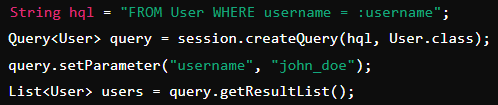 String hql = "FROM User WHERE username = :username";
Query<User> query = session.createQuery(hql, User.class);
query.setParameter("username", "john_doe");
List<User> users = query.getResultList();